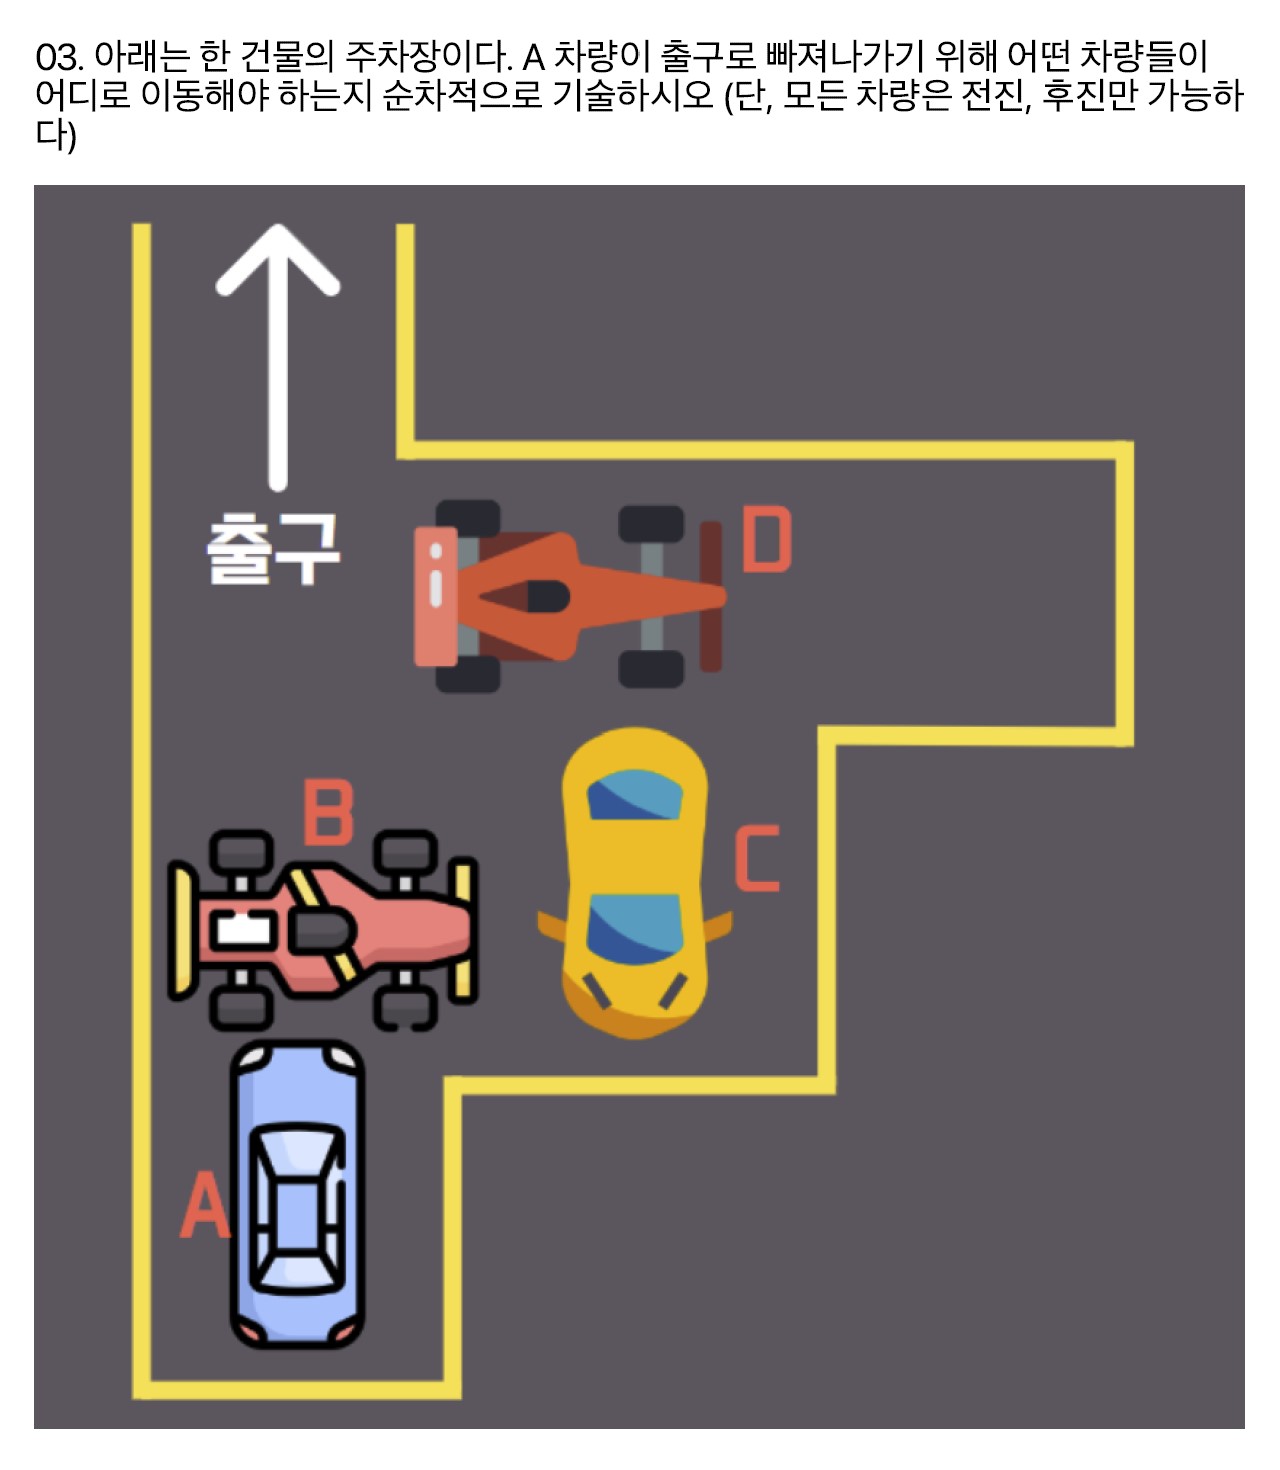 03. 아래는 한 건물의 주차장이다. A 차량이 출구로 빠져나가기 위해 어떤 차량들이
어디로 이동해야 하는지 순차적으로 기술하시오 (단, 모든 차량은 전진, 후진만 가능하
다)
출구
D
B
C
A